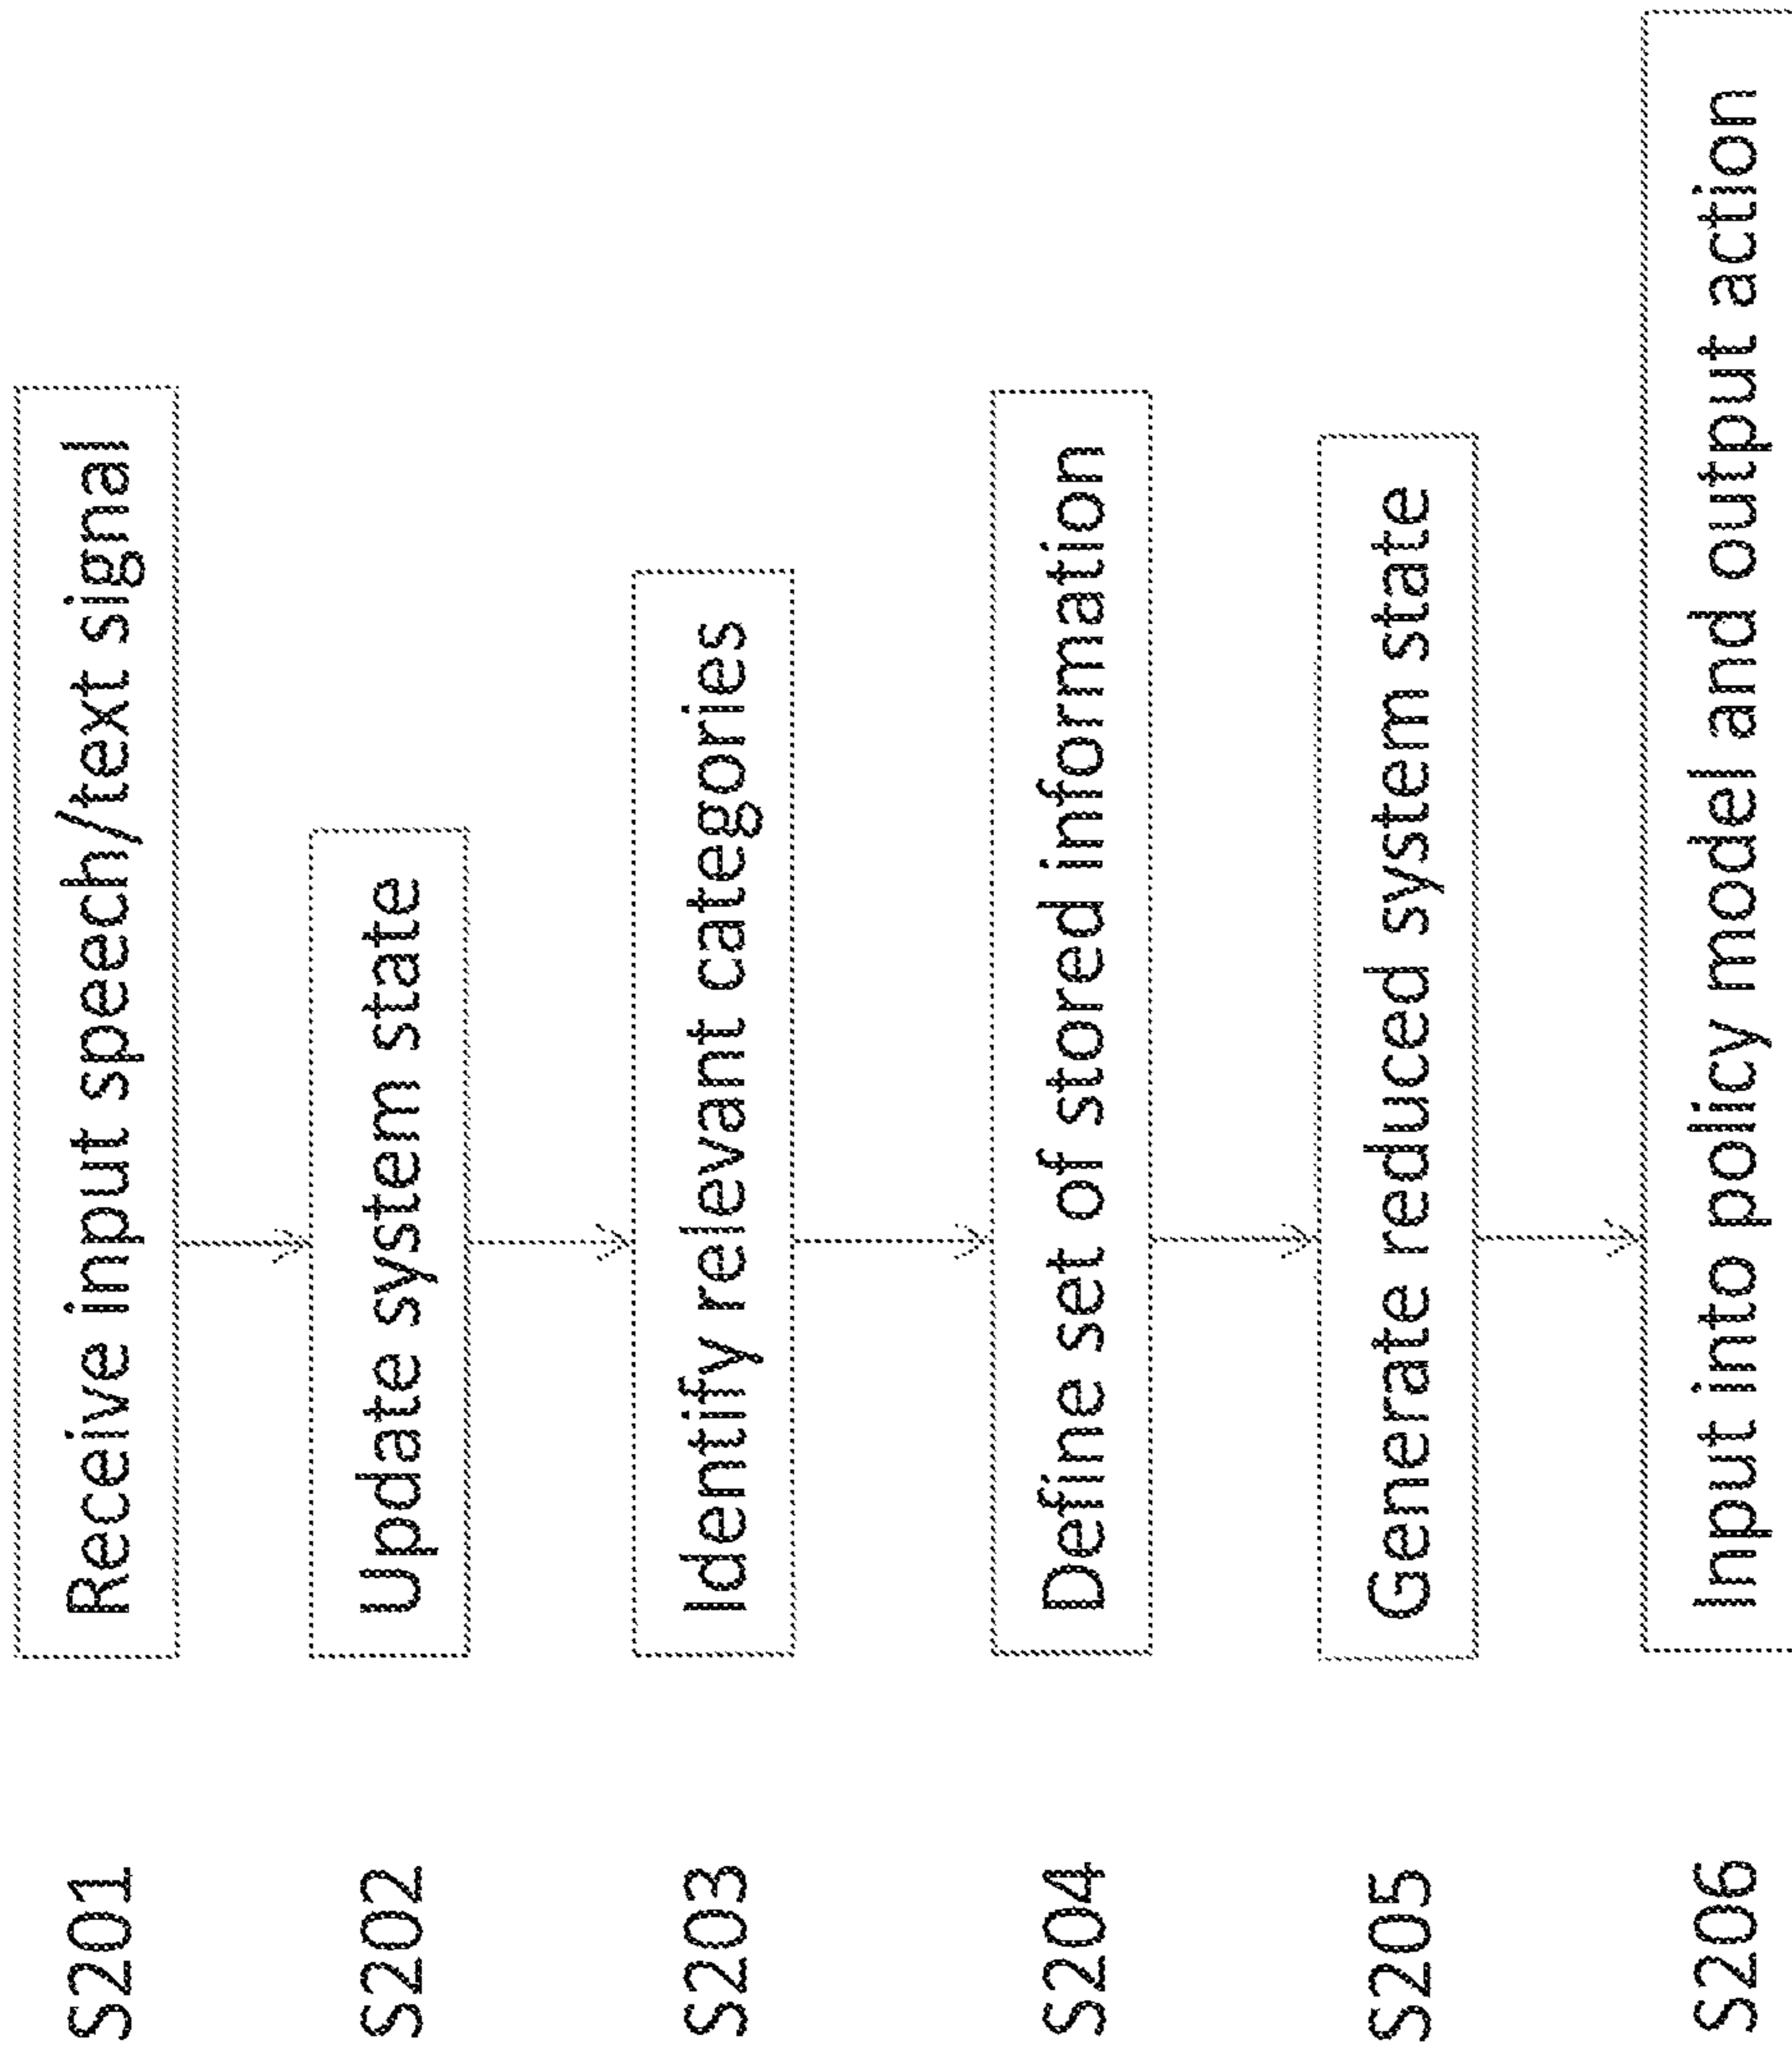 S201 Receive input speech/text signal
S202 Update system state
S203 Identify relevant categories
S204 Define set of stored information
S205 Generate reduced system state
S206 Input into policy model and output action